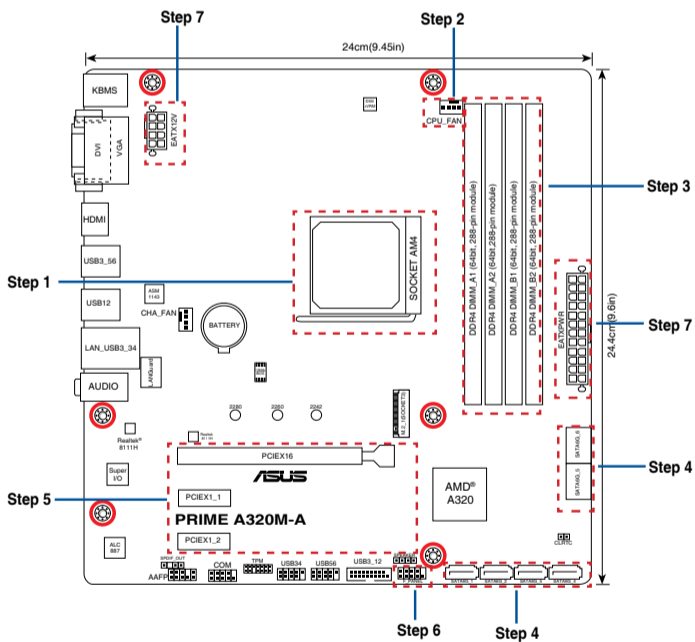 Step 7
Step 2
24cm(9.45in)
KBMS
EATX12V
CPU_FAN
DVI
VGA
Step 3
HDMI
DDR4 DIMM_A1 (64bit, 288-pin module)
DDR4 DIMM_A2 (64bit, 288-pin module)
DDR4 DIMM_B1 (64bit, 288-pin module)
DDR4 DIMM_B2 (64bit, 288-pin module)
SOCKET AM4
USB3_56
Step 1
ASM
1143
USB12
CHA_FAN
BATTERY
EATXPWR
Step 7
24.4cm(9.6in)
LAN_USB3_34
LANGuard
AUDIO
2280
2260
2242
M.2_(SOCKET3)
Realtek®
8111H
SATA6G_6
SATA6G_5
PCIEX16
Super
I/O
ASUS
AMD®
A320
Step 4
Step 5
PCIEX1_1
PRIME A320M-A
PCIEX1_2
CLRTC
ALC
887
SPDIF_OUT
AAFP
COM
TPM
USB34
USB56
USB3_12
SPEAKER
Step 6
Step 4